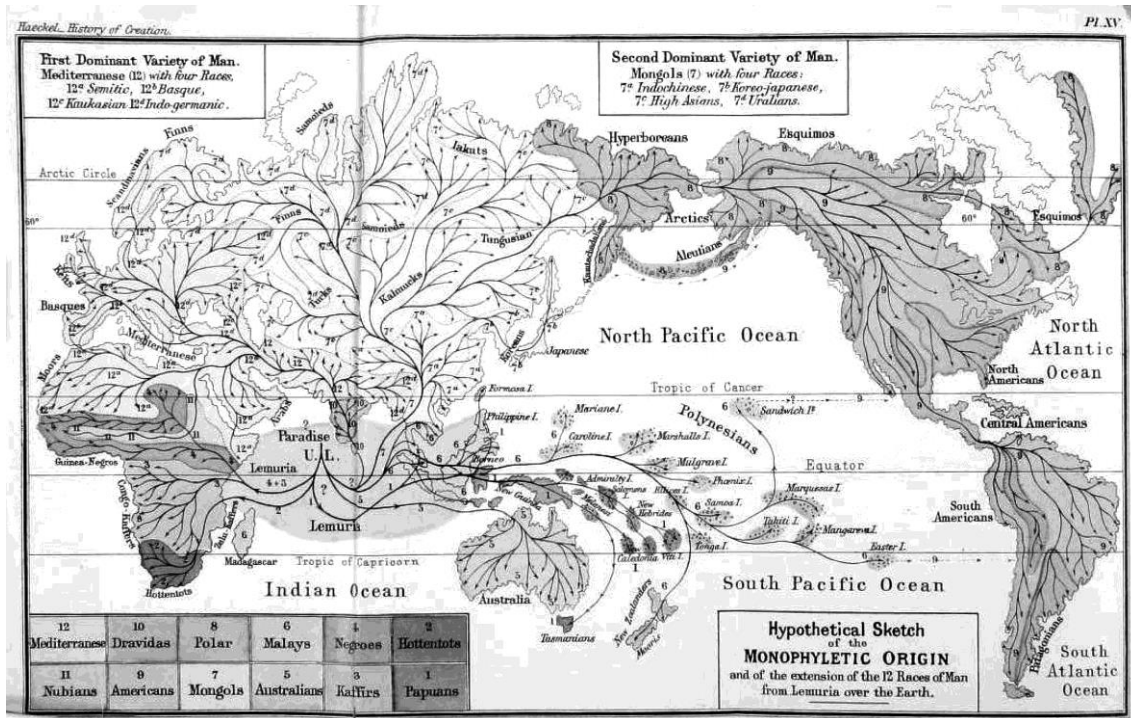 Haeckel. History of Creation.
Pl. XV.
First Dominant Variety of Man.
Mediterranese (12) with four Races,
12ᵃ Semitic, 12ᵇ Basque,
12ᶜ Kaukasian 12ᵈ Indo-germanic.
Second Dominant Variety of Man.
Mongols (7) with four Races:
7ᵃ Indochinese, 7ᵇ Koreo-japanese,
7ᶜ High Asians, 7ᵈ Uralians.
Finns
Samoieds
Iakuts
Hyperboreans
Esquimos
Scandinavians
Arctic Circle
60°
Finns
Samoieds
Tungusian
Arctics
Aleutians
60°
Esquimos
Basques
Turks
Kalmucks
Mediterranese
Koreans
Japanese
North Pacific Ocean
North
Atlantic
Ocean
Moors
North
Americans
Tropic of Cancer
Formosa I.
Philippine I.
Mariane I.
Polynesians
Sandwich Iˢ
Central Americans
Paradise
U.L.
Caroline I.
Marshalls I.
Guinea-Negros
Lemuria
Borneo
Mulgrave I.
Equator
4+3
Admiralty I.
Phœnix I.
Congo-Kaffirs
Zulu-Kaffirs
Lemuria
New Guinea
Salomons
Ellices I.
Samoa I.
Marquesas I.
South
Americans
New
Hebrides
Tahiti I.
Mangareva I.
Madagascar
New
Caledonia
Viti I.
Tonga I.
Easter I.
Tropic of Capricorn
Hottentots
Indian Ocean
Australia
South Pacific Ocean
Tasmanians
New Zealanders
Maoris
Patagonians
South
Atlantic
Ocean
12 10 8 6 4 2
Mediterranese Dravidas Polar Malays Negroes Hottentots
11 9 7 5 3 1
Nubians Americans Mongols Australians Kaffirs Papuans
Hypothetical Sketch
of the
MONOPHYLETIC ORIGIN
and of the extension of the 12 Races of Man
from Lemuria over the Earth.